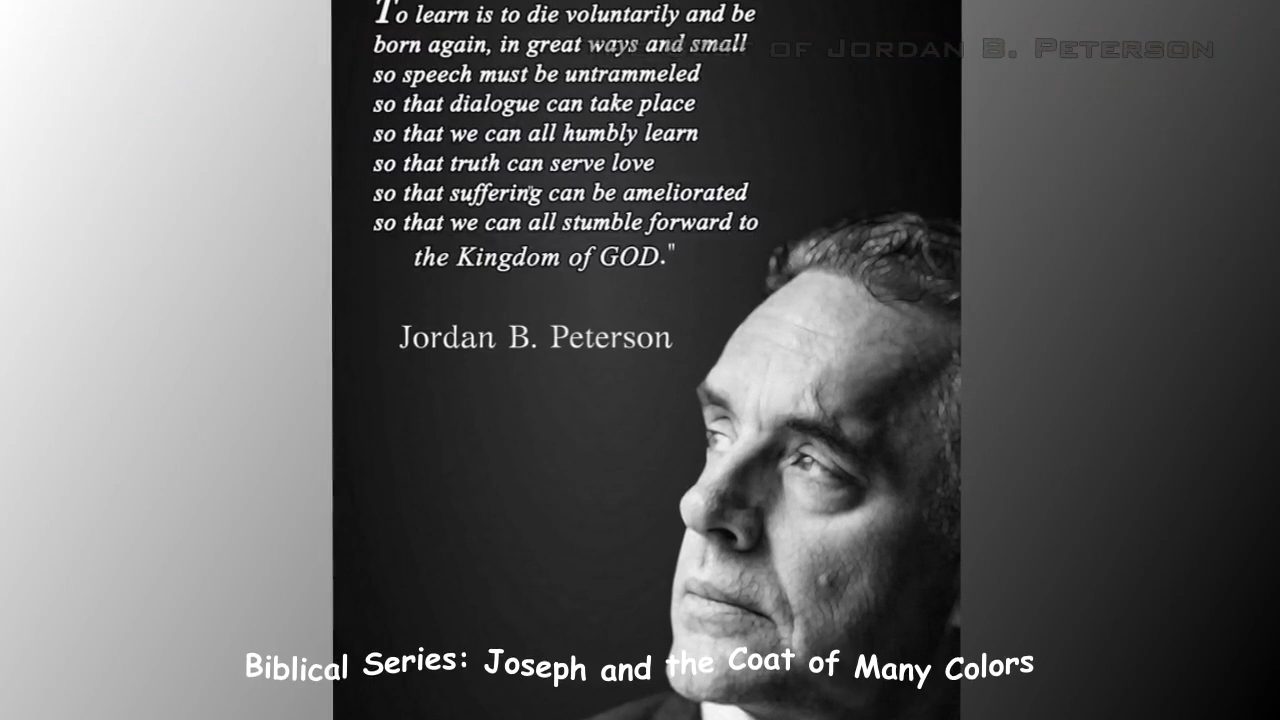 To learn is to die voluntarily and be
born again, in great ways and small
of Jordan B. Peterson
so speech must be untrammeled
so that dialogue can take place
so that we can all humbly learn
so that truth can serve love
so that suffering can be ameliorated
so that we can all stumble forward to
the Kingdom of GOD."
Jordan B. Peterson
Biblical Series: Joseph and the Coat of Many Colors